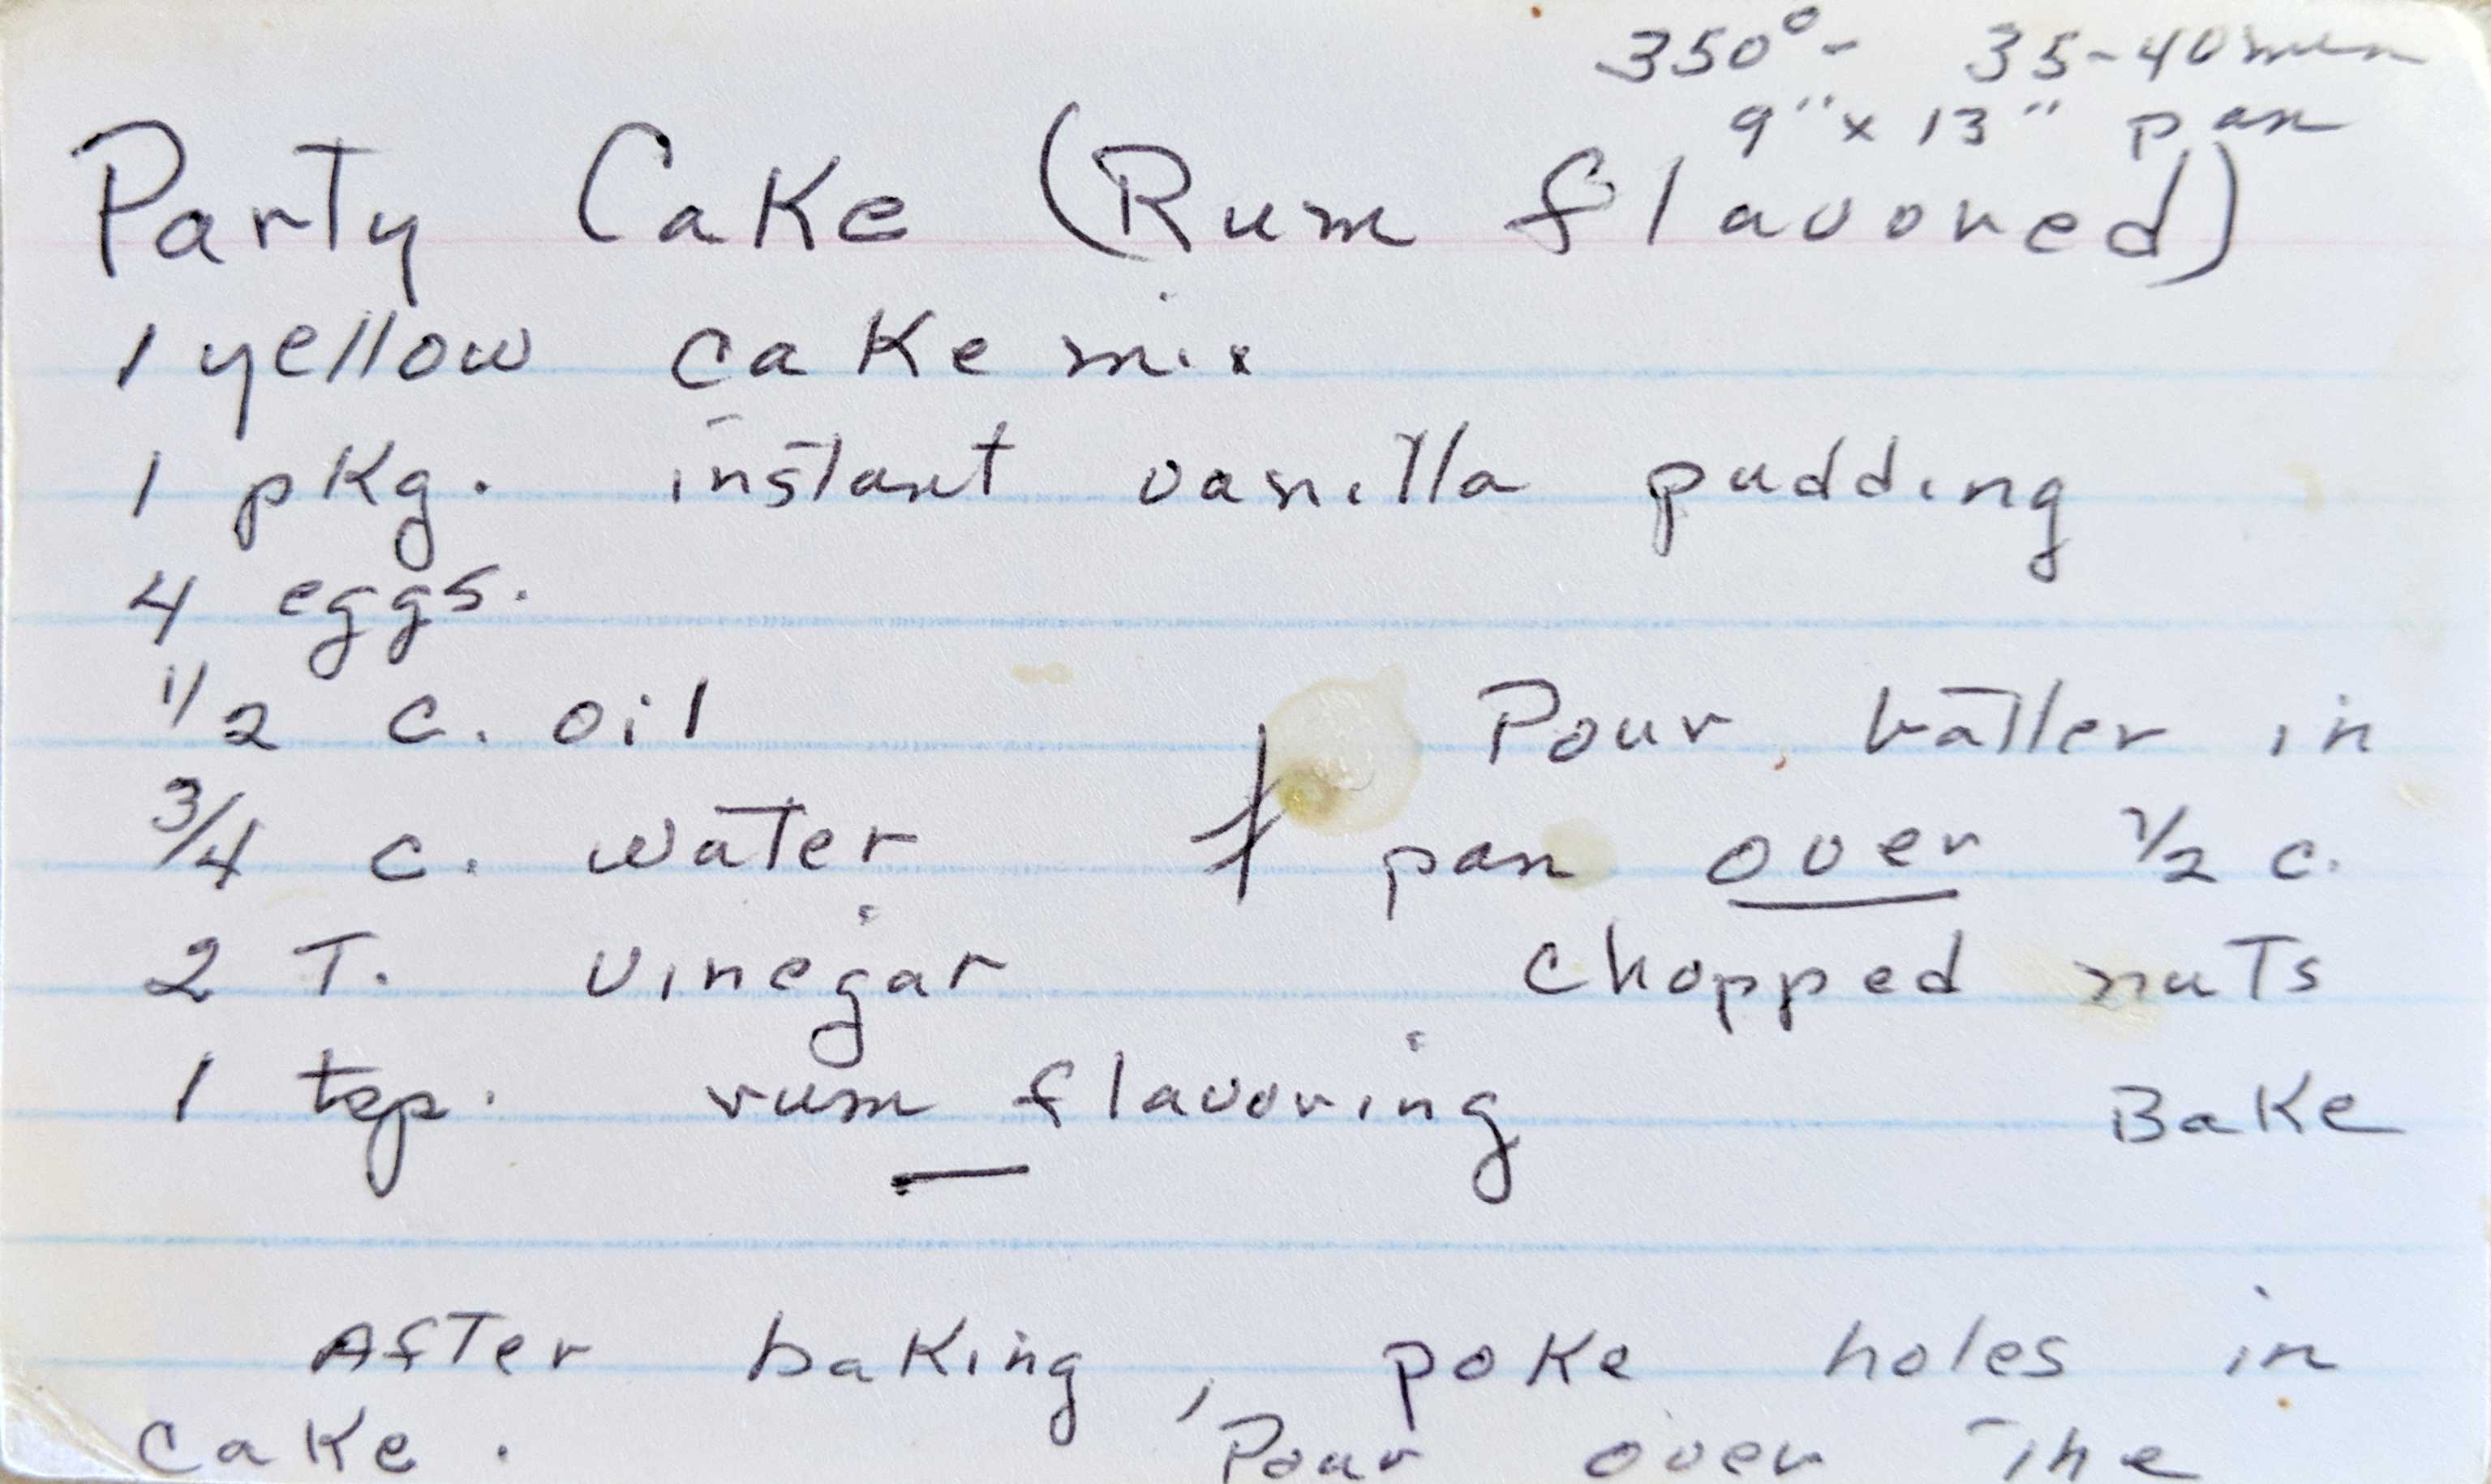 350° - 35-40 min
9" x 13" pan
Party Cake (Rum flavored)
1 yellow cake mix
1 pkg. instant vanilla pudding
4 eggs.
1/2 c. oil
3/4 c. water
2 T. vinegar
1 tsp. rum flavoring
Pour batter in
pan over 1/2 c.
chopped nuts
Bake
After baking, poke holes in
cake. Pour over the